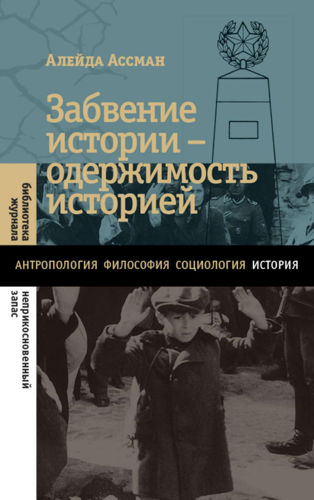 Алейда Ассман
Забвение
истории –
одержимость
историей
библиотека
журнала
АНТРОПОЛОГИЯ ФИЛОСОФИЯ СОЦИОЛОГИЯ ИСТОРИЯ
неприкосновенный
запас